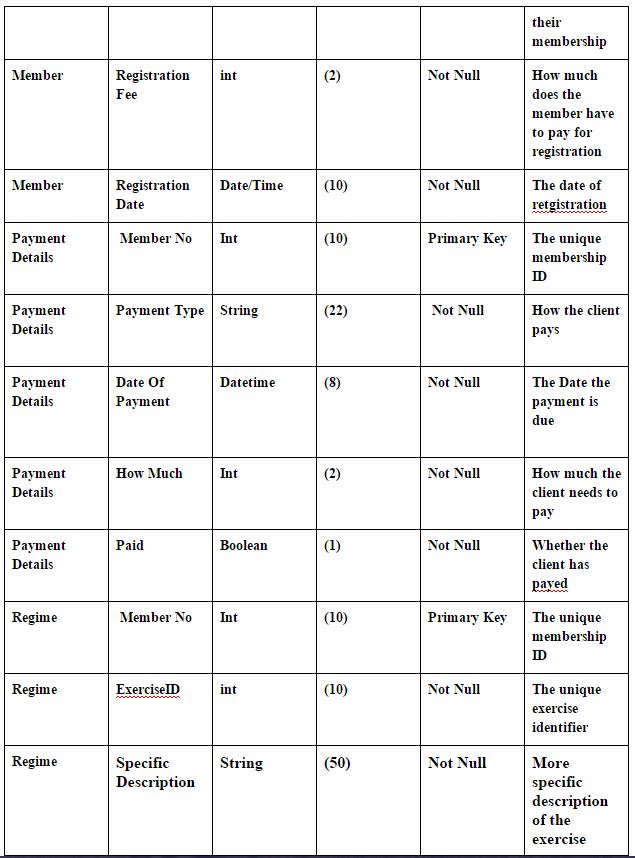 their
membership
Member Registration int (2) Not Null How much
Fee does the
member have
to pay for
registration
Member Registration Date/Time (10) Not Null The date of
Date retgistration
Payment Member No Int (10) Primary Key The unique
Details membership
ID
Payment Payment Type String (22) Not Null How the client
Details pays
Payment Date Of Datetime (8) Not Null The Date the
Details Payment payment is
due
Payment How Much Int (2) Not Null How much the
Details client needs to
pay
Payment Paid Boolean (1) Not Null Whether the
Details client has
payed
Regime Member No Int (10) Primary Key The unique
membership
ID
Regime ExerciseID int (10) Not Null The unique
exercise
identifier
Regime Specific String (50) Not Null More
Description specific
description
of the
exercise